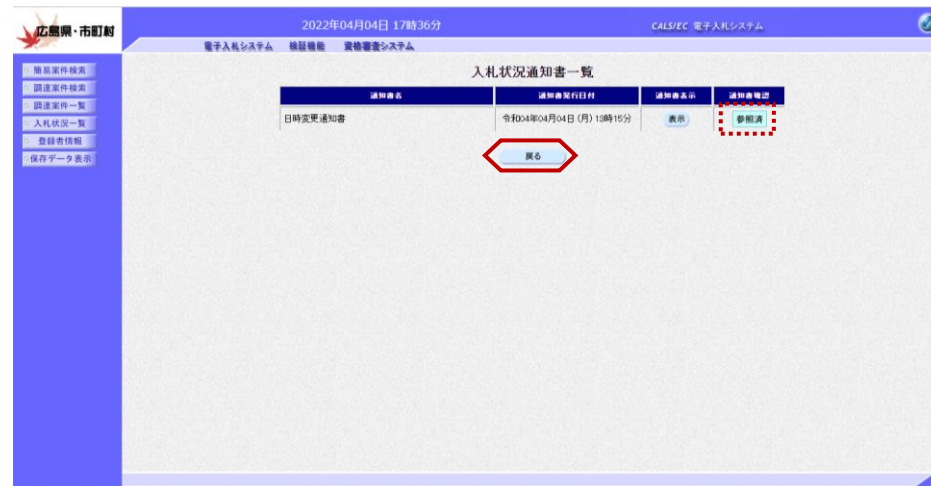 広島県・市町村
2022年04月04日 17時36分
CALS/EC 電子入札システム
電子入札システム 検証機能 資格審査システム
簡易案件検索
調達案件検索
調達案件一覧
入札状況一覧
登録者情報
保存データ表示
入札状況通知書一覧
通知書名 通知書発行日付 通知書表示 通知書確認
日時変更通知書 令和04年04月04日 (月) 13時15分 表示 参照済
戻る